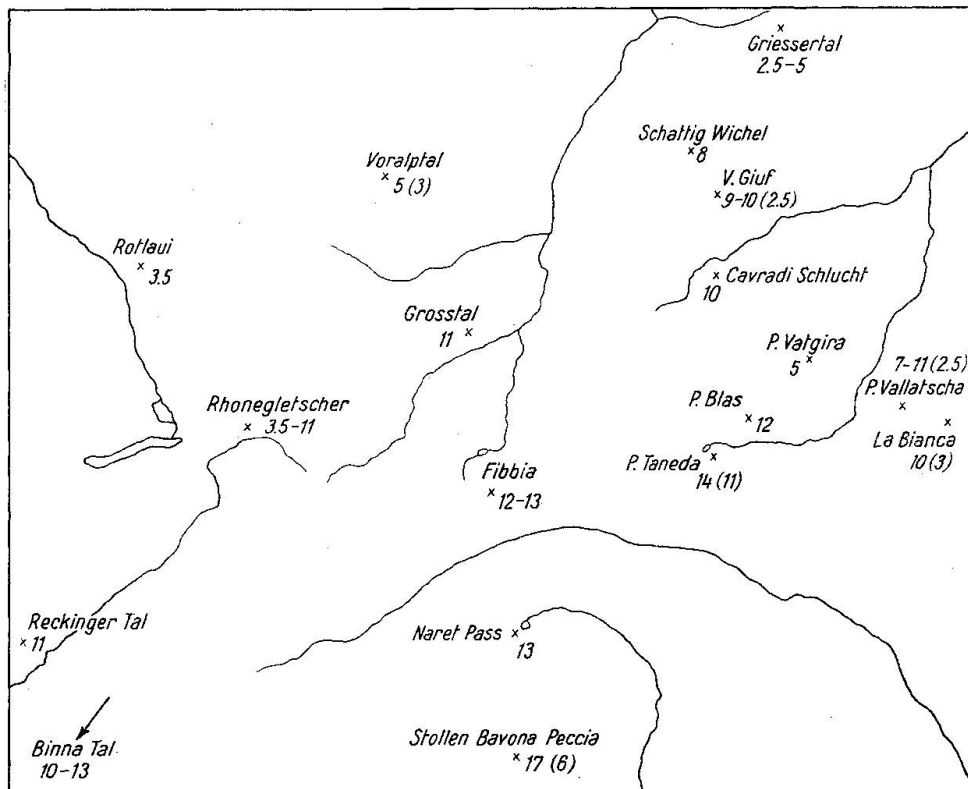 Griessertal
2.5-5
Schattig Wichel
8
Voralptal
5 (3)
V. Giuf
9-10 (2.5)
Rotlaui
3.5
Cavradi Schlucht
10
Grosstal
11
P. Vatgira
5
7-11 (2.5)
P. Vallatscha
P. Blas
12
Rhonegletscher
3.5-11
La Bianca
10 (3)
P. Taneda
14 (11)
Fibbia
12-13
Reckinger Tal
11
Naret Pass
13
Binna Tal
10-13
Stollen Bavona Peccia
17 (6)